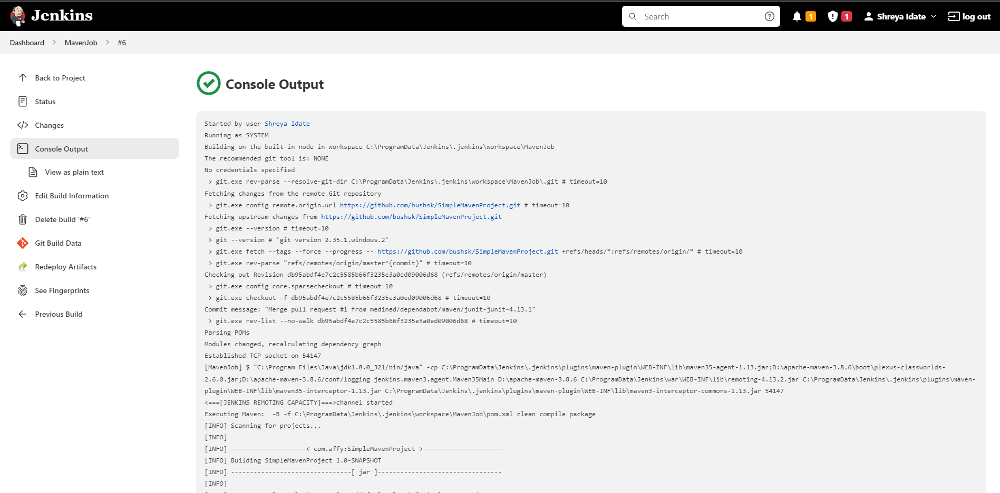 Jenkins
Search
1
1
Shreya Idate
log out
Dashboard
MavenJob
#6
Back to Project
Status
Changes
Console Output
View as plain text
Edit Build Information
Delete build ‘#6’
Git Build Data
Redeploy Artifacts
See Fingerprints
Previous Build
Console Output
Started by user Shreya Idate
Running as SYSTEM
Building on the built-in node in workspace C:\ProgramData\Jenkins\.jenkins\workspace\MavenJob
The recommended git tool is: NONE
No credentials specified
> git.exe rev-parse --resolve-git-dir C:\ProgramData\Jenkins\.jenkins\workspace\MavenJob\.git # timeout=10
Fetching changes from the remote Git repository
> git.exe config remote.origin.url https://github.com/bushsk/SimpleMavenProject.git # timeout=10
Fetching upstream changes from https://github.com/bushsk/SimpleMavenProject.git
> git.exe --version # timeout=10
> git --version # 'git version 2.35.1.windows.2'
> git.exe fetch --tags --force --progress -- https://github.com/bushsk/SimpleMavenProject.git +refs/heads/*:refs/remotes/origin/* # timeout=10
> git.exe rev-parse "refs/remotes/origin/master^{commit}" # timeout=10
Checking out Revision db95abdf4e7c2c5585b66f3235e3a0ed09006d68 (refs/remotes/origin/master)
> git.exe config core.sparsecheckout # timeout=10
> git.exe checkout -f db95abdf4e7c2c5585b66f3235e3a0ed09006d68 # timeout=10
Commit message: "Merge pull request #1 from medined/dependabot/maven/junit-junit-4.13.1"
> git.exe rev-list --no-walk db95abdf4e7c2c5585b66f3235e3a0ed09006d68 # timeout=10
Parsing POMs
Modules changed, recalculating dependency graph
Established TCP socket on 54147
[MavenJob] $ "C:\Program Files\Java\jdk1.8.0_321/bin/java" -cp C:\ProgramData\Jenkins\.jenkins\plugins\maven-plugin\WEB-INF\lib\maven35-agent-1.13.jar;D:\apache-maven-3.8.6\boot\plexus-classworlds-
2.6.0.jar;D:\apache-maven-3.8.6/conf/logging jenkins.maven3.agent.Maven35Main D:\apache-maven-3.8.6 C:\ProgramData\Jenkins\war\WEB-INF\lib\remoting-4.13.2.jar C:\ProgramData\Jenkins\.jenkins\plugins\maven-
plugin\WEB-INF\lib\maven35-interceptor-1.13.jar C:\ProgramData\Jenkins\.jenkins\plugins\maven-plugin\WEB-INF\lib\maven3-interceptor-commons-1.13.jar 54147
<===[JENKINS REMOTING CAPACITY]===>channel started
Executing Maven:  -B -f C:\ProgramData\Jenkins\.jenkins\workspace\MavenJob\pom.xml clean compile package
[INFO] Scanning for projects...
[INFO]
[INFO] --------------------< com.affy:SimpleMavenProject >---------------------
[INFO] Building SimpleMavenProject 1.0-SNAPSHOT
[INFO] --------------------------------[ jar ]---------------------------------
[INFO]